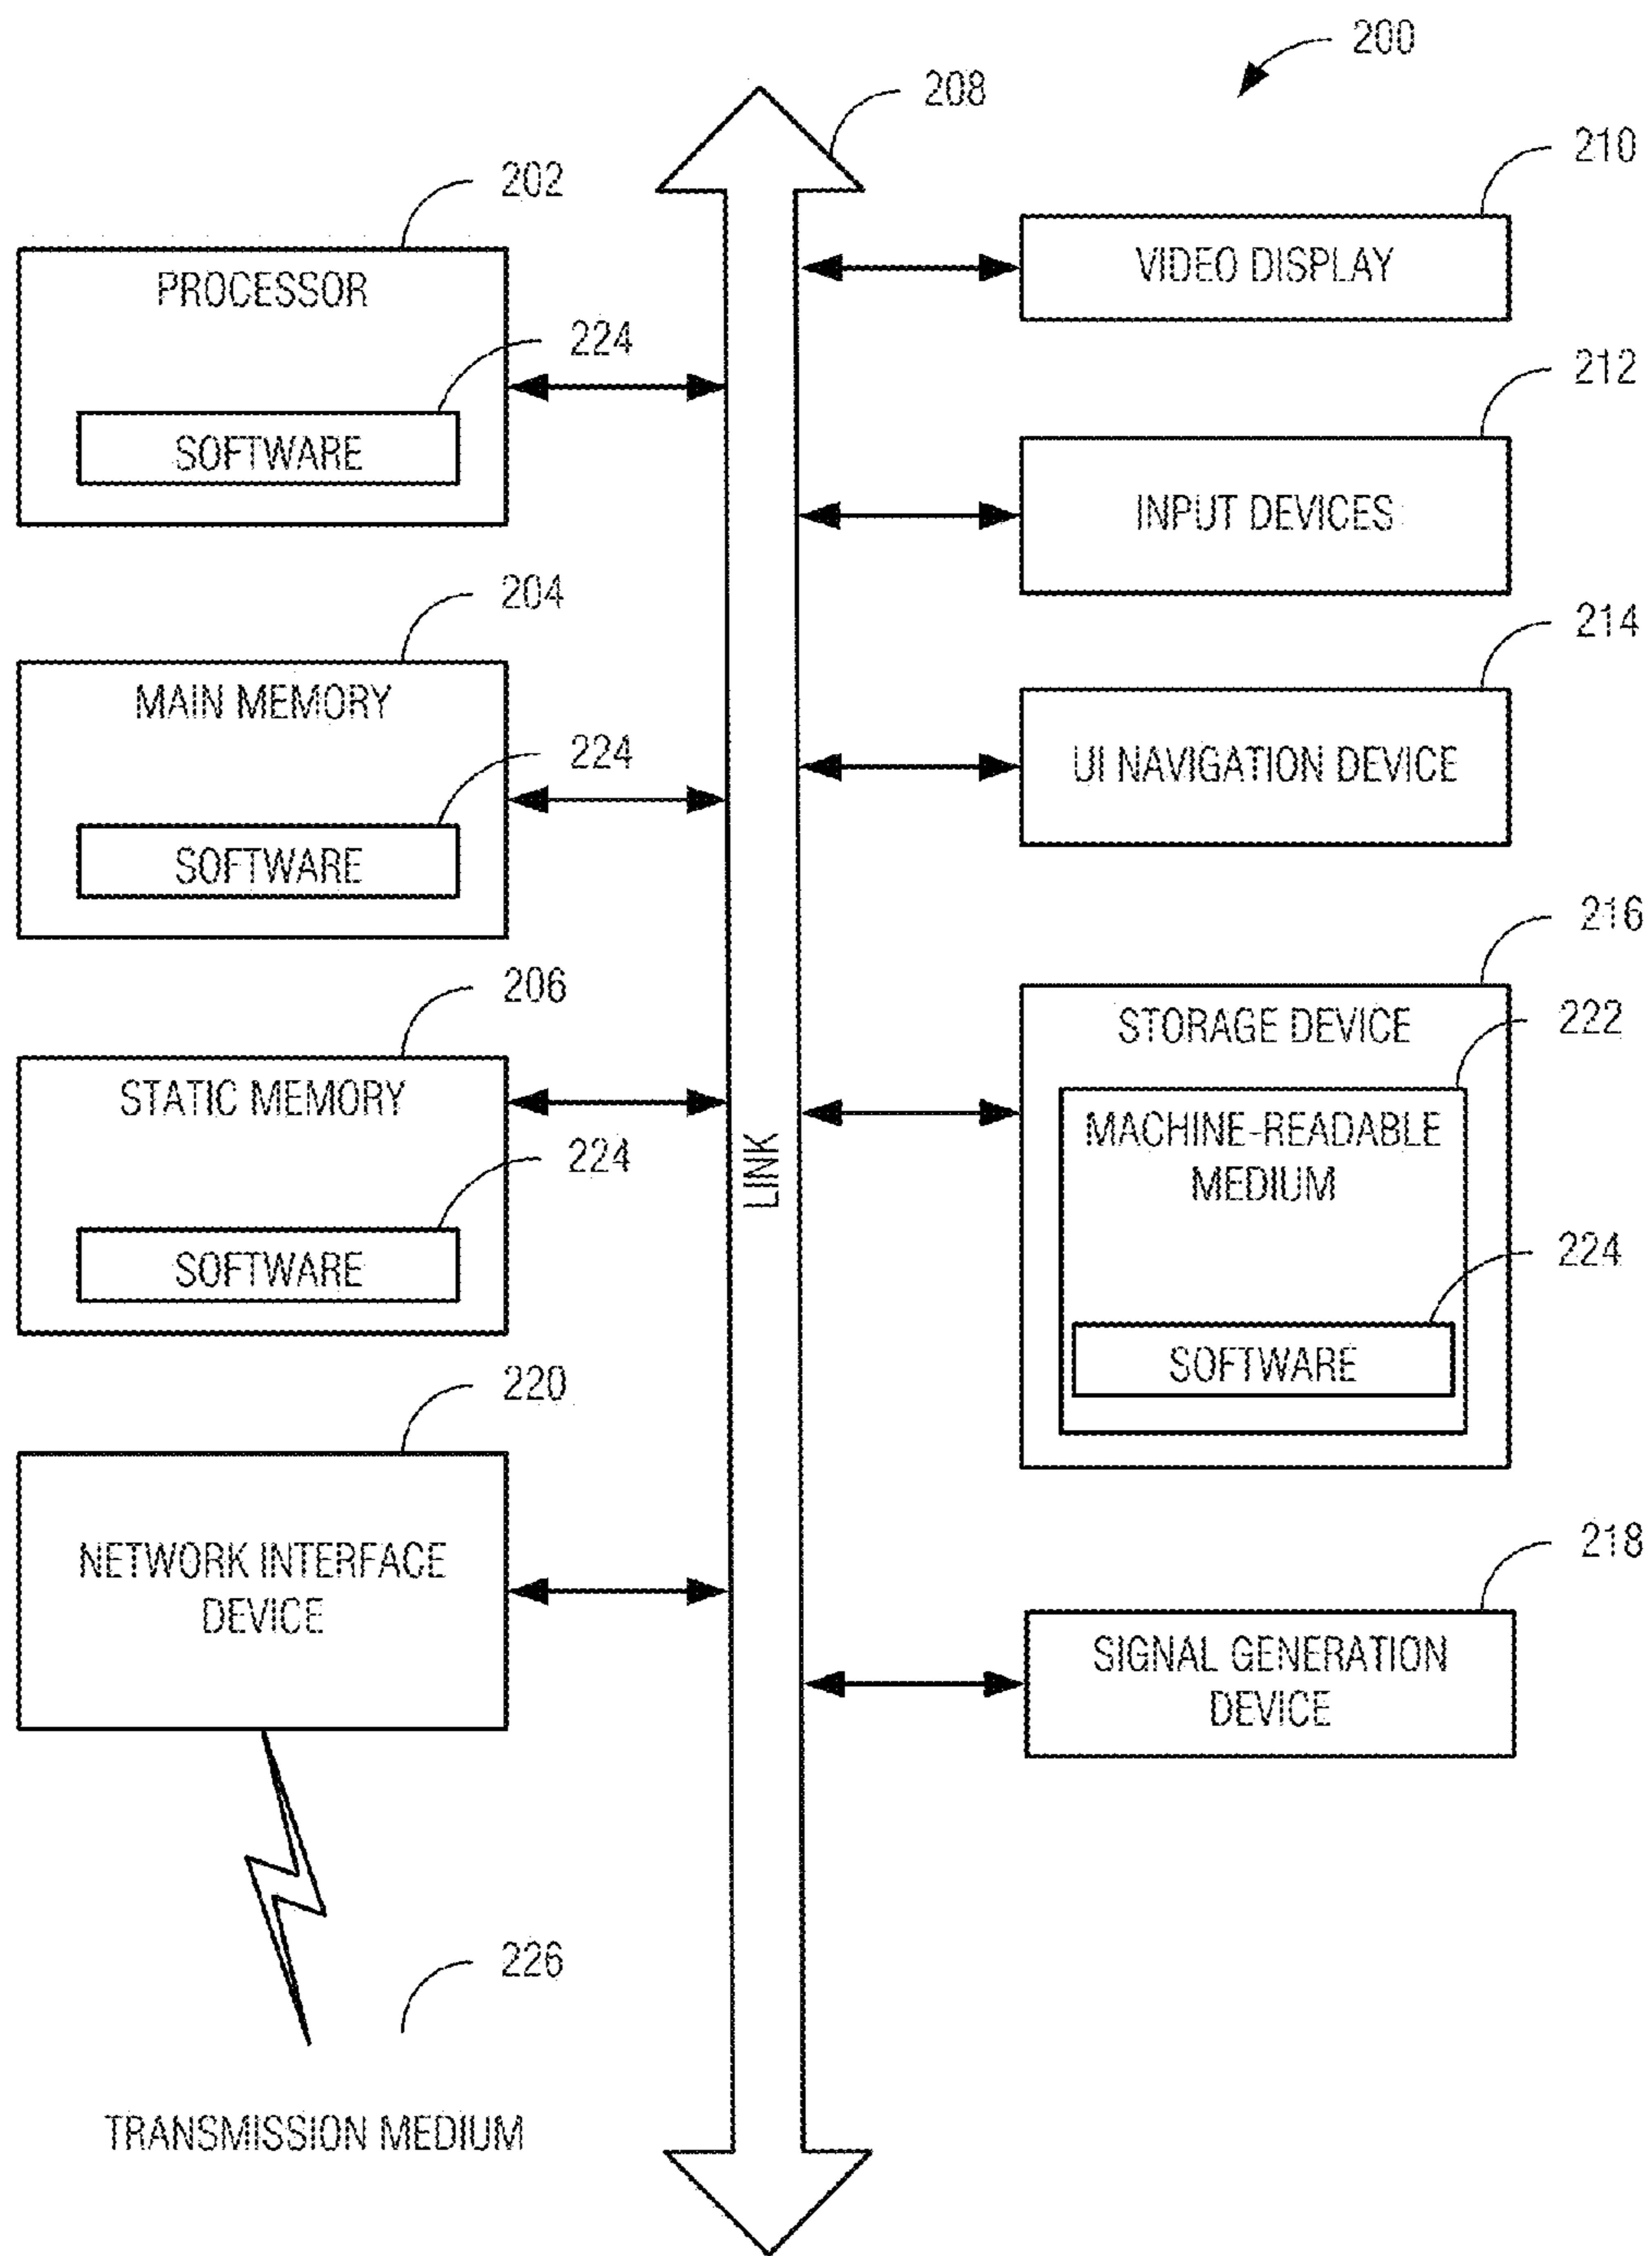 200
208
210
VIDEO DISPLAY
202
PROCESSOR
224
SOFTWARE
212
INPUT DEVICES
204
MAIN MEMORY
224
SOFTWARE
214
UI NAVIGATION DEVICE
206
STATIC MEMORY
224
SOFTWARE
LINK
216
STORAGE DEVICE
222
MACHINE-READABLE
MEDIUM
224
SOFTWARE
220
NETWORK INTERFACE
DEVICE
218
SIGNAL GENERATION
DEVICE
226
TRANSMISSION MEDIUM